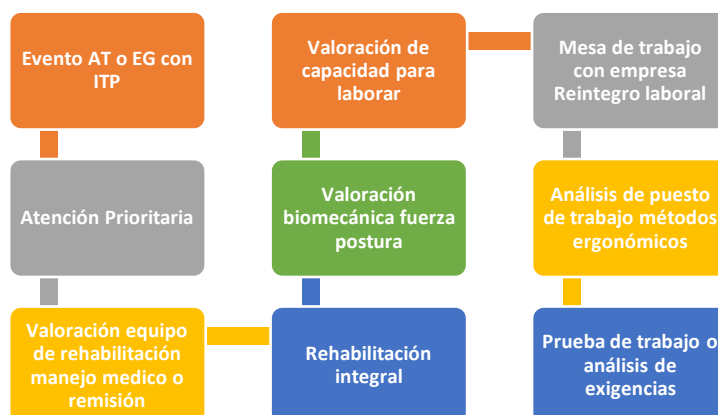 Evento AT o EG con
ITP
Atención Prioritaria
Valoración equipo
de rehabilitación
manejo medico o
remisión
Rehabilitación
integral
Valoración
biomecánica fuerza
postura
Valoración de
capacidad para
laborar
Mesa de trabajo
con empresa
Reintegro laboral
Análisis de puesto
de trabajo métodos
ergonómicos
Prueba de trabajo o
análisis de
exigencias